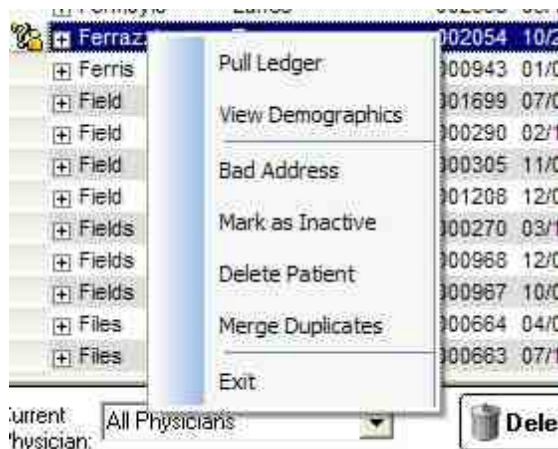 Ferraz 002054 10/2
Pull Ledger
Ferris 000943 01/0
Field 001699 07/0
View Demographics
Field 000290 02/1
Bad Address
Field 000305 11/0
Field 001208 12/0
Mark as Inactive
Fields 000270 03/1
Fields 000968 12/0
Delete Patient
Fields 000967 10/0
Files 000664 04/0
Merge Duplicates
Files 000663 07/1
Exit
Current
Physician: All Physicians
Dele